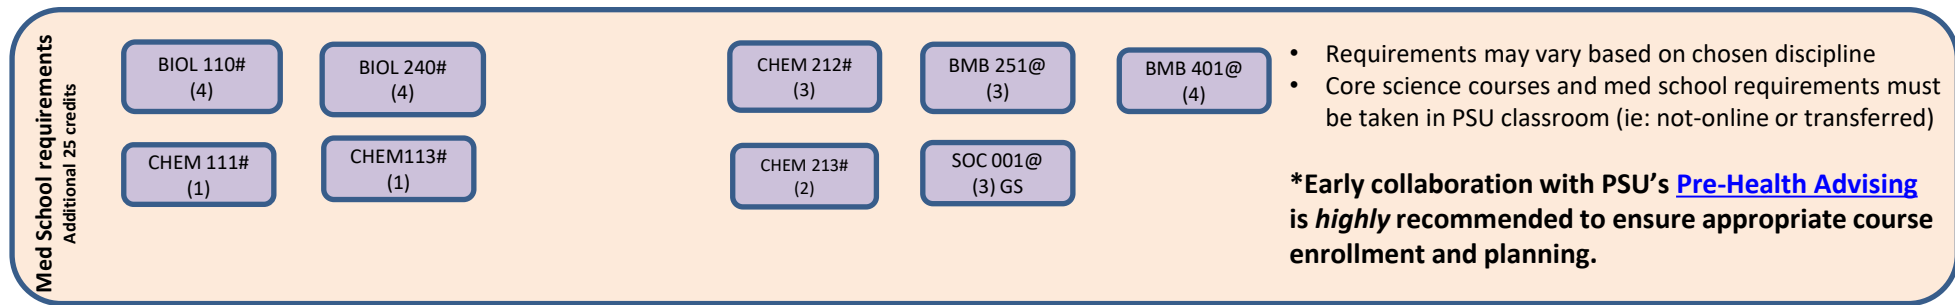 Med School requirements
Additional 25 credits
BIOL 110#
(4)
BIOL 240#
(4)
CHEM 212#
(3)
BMB 251@
(3)
BMB 401@
(4)
CHEM 111#
(1)
CHEM113#
(1)
CHEM 213#
(2)
SOC 001@
(3) GS
• Requirements may vary based on chosen discipline
• Core science courses and med school requirements must
be taken in PSU classroom (ie: not-online or transferred)
*Early collaboration with PSU’s Pre-Health Advising
is highly recommended to ensure appropriate course
enrollment and planning.